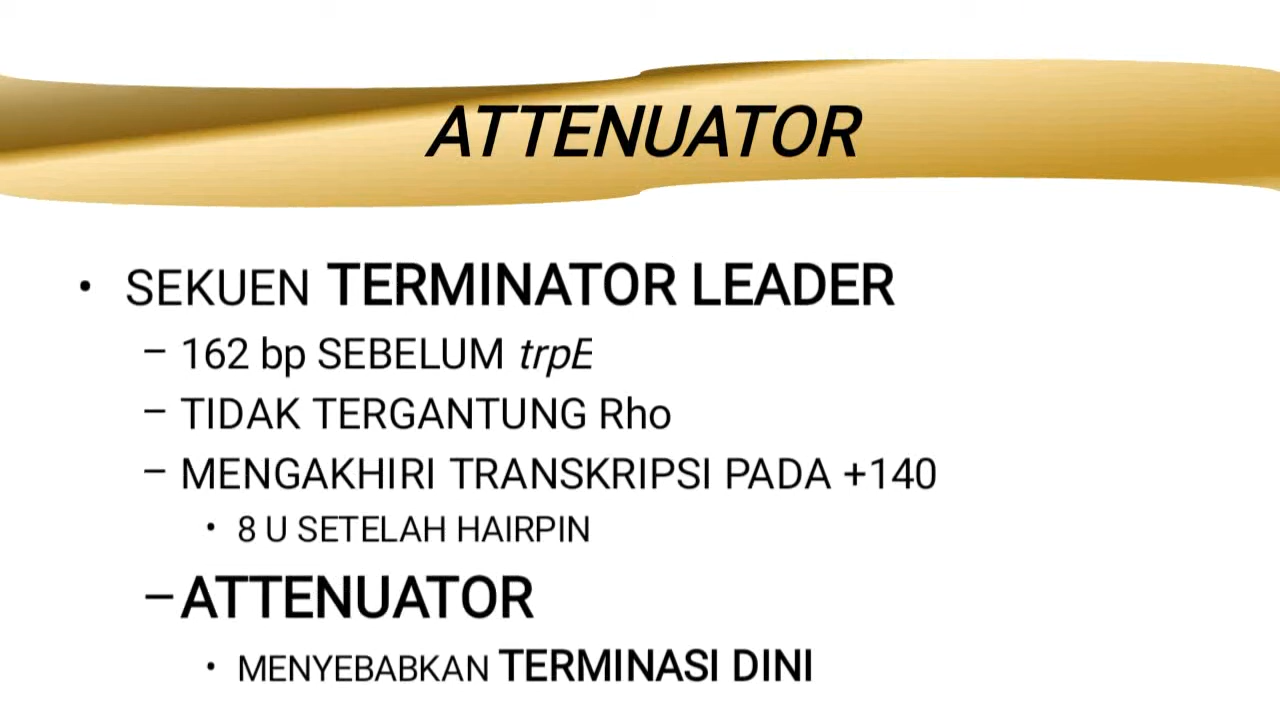 ATTENUATOR
• SEKUEN TERMINATOR LEADER
– 162 bp SEBELUM trpE
– TIDAK TERGANTUNG Rho
– MENGAKHIRI TRANSKRIPSI PADA +140
• 8 U SETELAH HAIRPIN
– ATTENUATOR
• MENYEBABKAN TERMINASI DINI